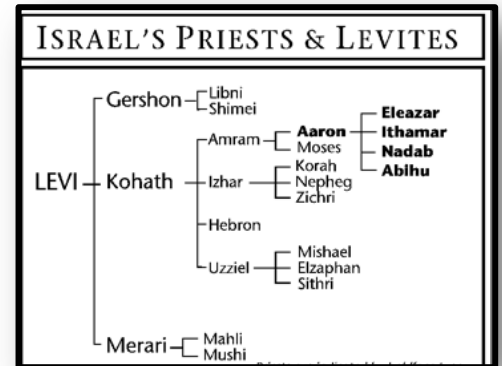 ISRAEL'S PRIESTS & LEVITES
Gershon
Libni
Shimei
LEVI
Kohath
Amram
Aaron
Moses
Eleazar
Ithamar
Nadab
Abihu
Izhar
Korah
Nepheg
Zichri
Hebron
Uzziel
Mishael
Elzaphan
Sithri
Merari
Mahli
Mushi